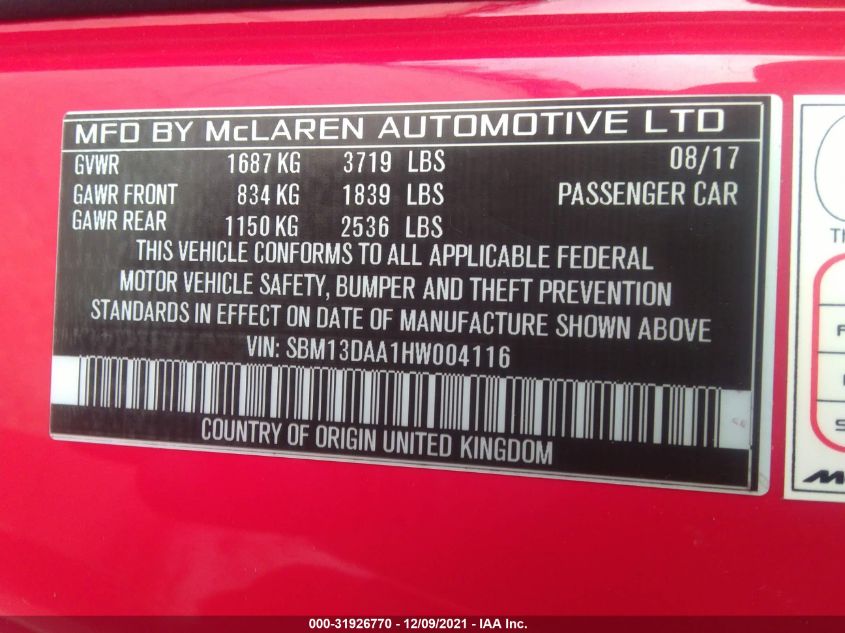 MFD BY McLAREN AUTOMOTIVE LTD
GVWR 1687 KG 3719 LBS 08/17
GAWR FRONT 834 KG 1839 LBS PASSENGER CAR
GAWR REAR 1150 KG 2536 LBS
THIS VEHICLE CONFORMS TO ALL APPLICABLE FEDERAL
MOTOR VEHICLE SAFETY, BUMPER AND THEFT PREVENTION
STANDARDS IN EFFECT ON DATE OF MANUFACTURE SHOWN ABOVE
VIN: SBM13DAA1HW004116
COUNTRY OF ORIGIN UNITED KINGDOM
000-31926770 - 12/09/2021 - IAA Inc.